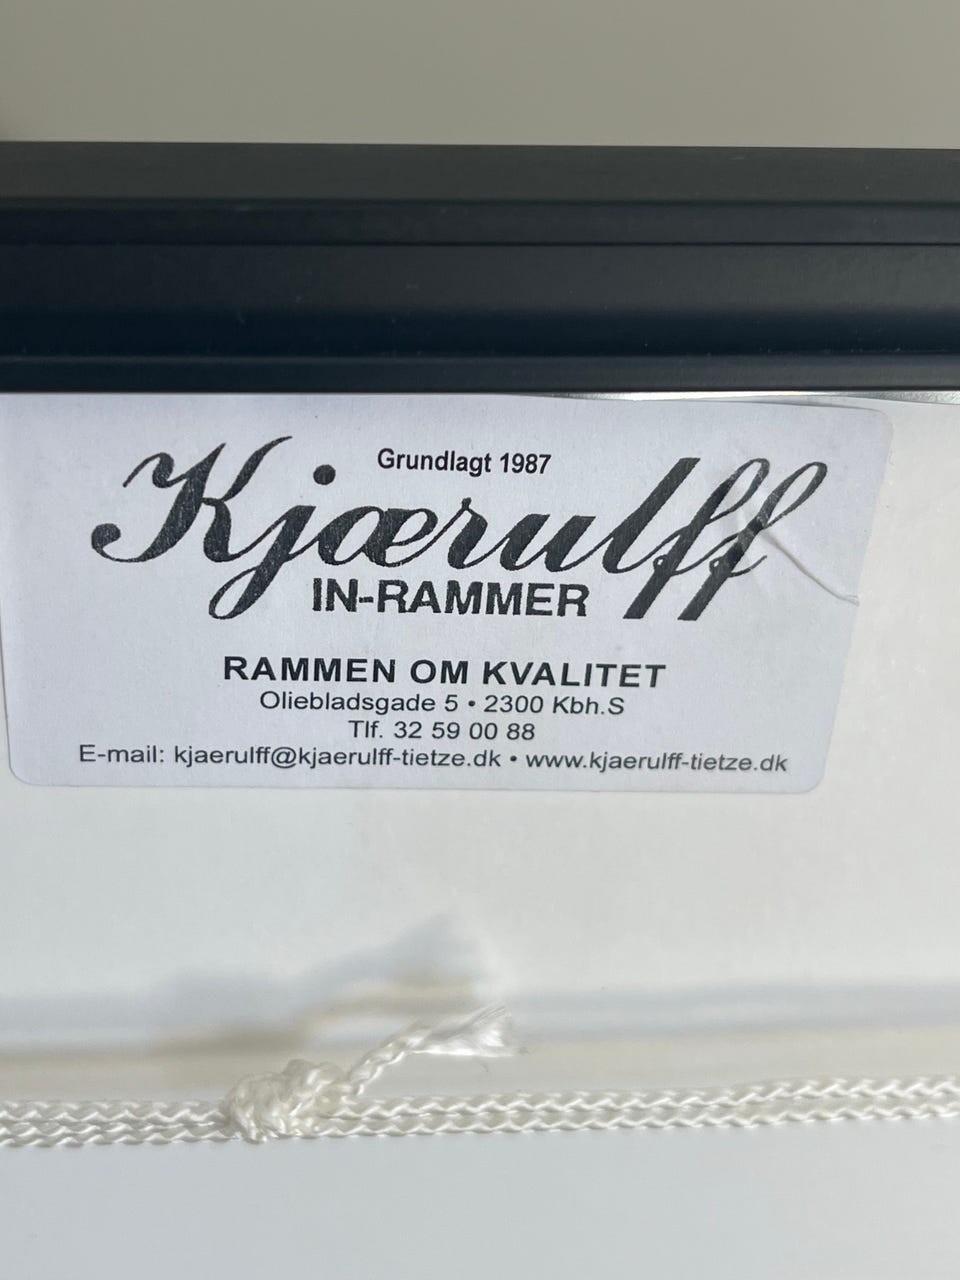 Grundlagt 1987
Kjærulff
IN-RAMMER
RAMMEN OM KVALITET
Oliebladsgade 5 • 2300 Kbh.S
Tlf. 32 59 00 88
E-mail: kjaerulff@kjaerulff-tietze.dk • www.kjaerulff-tietze.dk